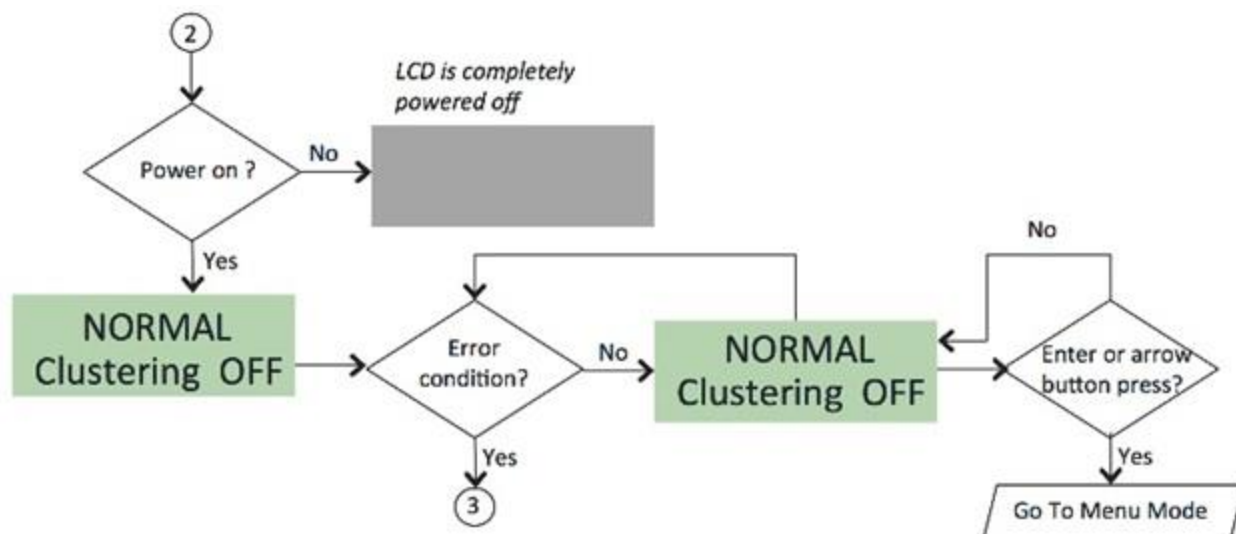 2
LCD is completely
powered off
Power on ?
No
Yes
NORMAL
Clustering OFF
Error
condition?
No
Yes
3
NORMAL
Clustering OFF
No
Enter or arrow
button press?
Yes
Go To Menu Mode